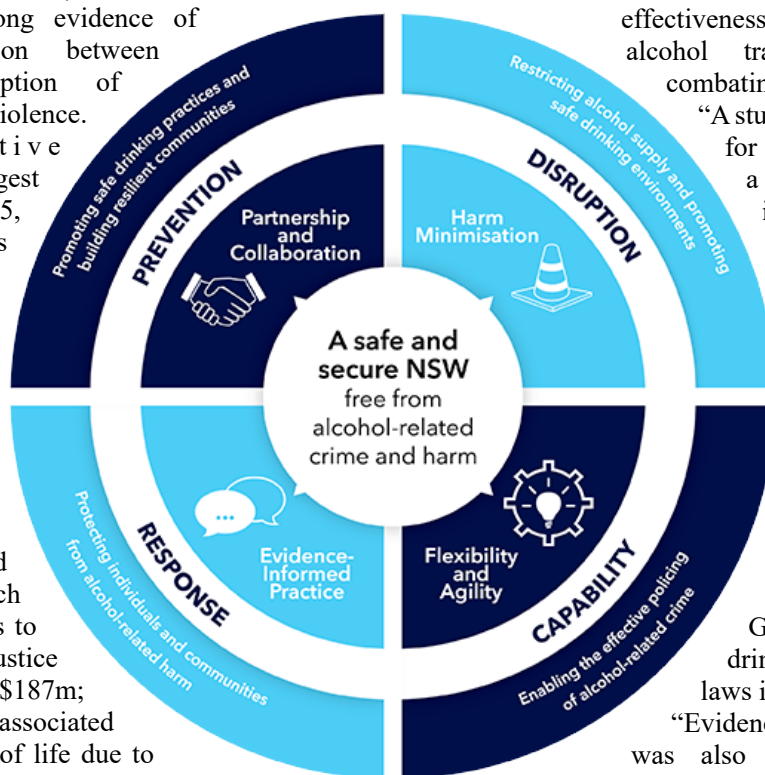 ong evidence of
on between
ption of
iolence.
tive
gest
5,
s
d
ch
s to
ustice
$187m;
associated
of life due to
Promoting safe drinking practices and
building resilient communities
PREVENTION
Partnership
and
Collaboration
Restricting alcohol supply and promoting
safe drinking environments
DISRUPTION
Harm
Minimisation
A safe and
secure NSW
free from
alcohol-related
crime and harm
RESPONSE
Evidence-
Informed
Practice
Protecting individuals and communities
from alcohol-related harm
Flexibility
and
Agility
CAPABILITY
Enabling the effective policing
of alcohol-related crime
effectiveness
alcohol tra
combatin
“A stu
for
a
i
G
drin
laws i
“Evidenc
was also